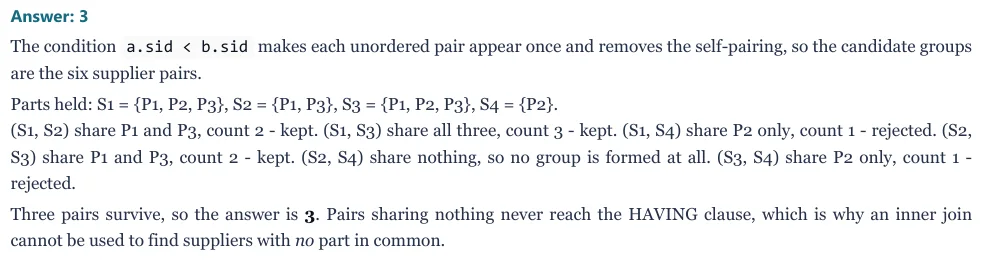 Answer: 3
The condition a.sid < b.sid makes each unordered pair appear once and removes the self-pairing, so the candidate groups
are the six supplier pairs.
Parts held: S1 = {P1, P2, P3}, S2 = {P1, P3}, S3 = {P1, P2, P3}, S4 = {P2}.
(S1, S2) share P1 and P3, count 2 - kept. (S1, S3) share all three, count 3 - kept. (S1, S4) share P2 only, count 1 - rejected. (S2,
S3) share P1 and P3, count 2 - kept. (S2, S4) share nothing, so no group is formed at all. (S3, S4) share P2 only, count 1 -
rejected.
Three pairs survive, so the answer is 3. Pairs sharing nothing never reach the HAVING clause, which is why an inner join
cannot be used to find suppliers with no part in common.